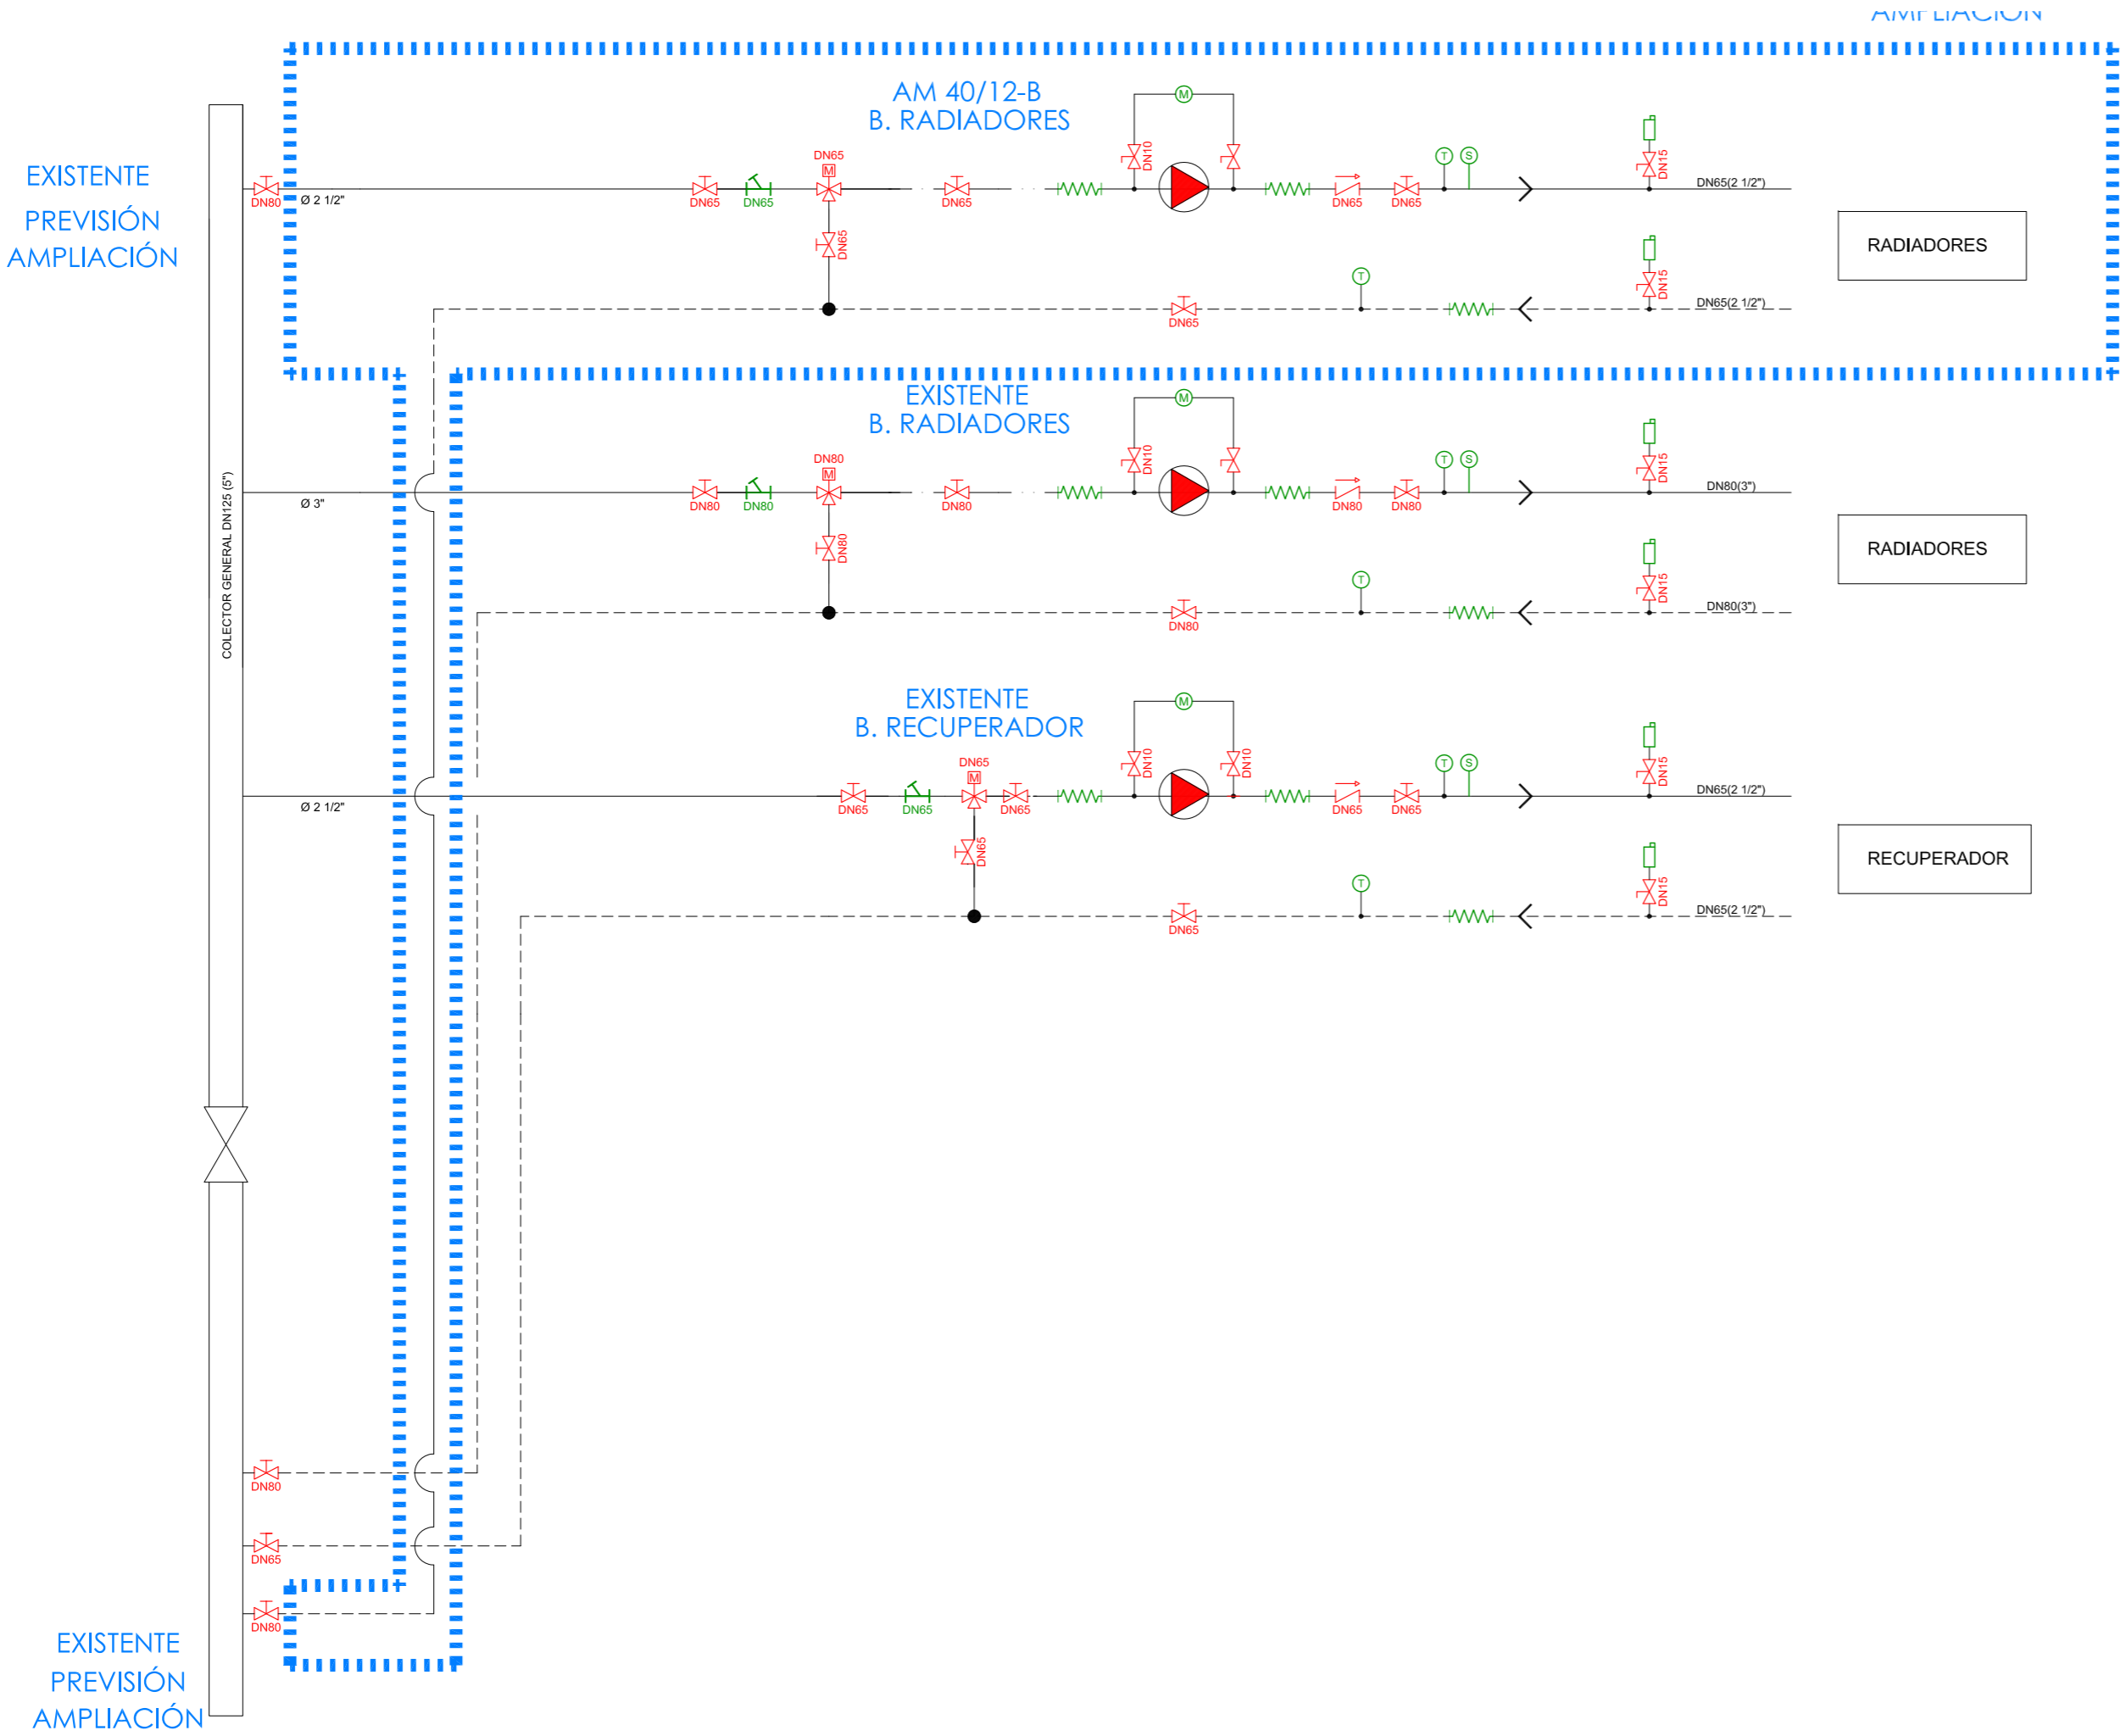 AMPLIACIÓN
AM 40/12-B
B. RADIADORES
M
EXISTENTE
PREVISIÓN
AMPLIACIÓN
DN80
Ø 2 1/2"
DN65
DN65
DN65
M
DN65
DN65
DN10
DN65
DN65
T
S
DN15
DN65(2 1/2")
RADIADORES
T
DN65
DN15
DN65(2 1/2")
EXISTENTE
B. RADIADORES
M
COLECTOR GENERAL DN125 (5")
Ø 3"
DN80
DN80
DN80
M
DN80
DN80
DN10
DN80
DN80
T
S
DN15
DN80(3")
RADIADORES
T
DN80
DN15
DN80(3")
EXISTENTE
B. RECUPERADOR
M
Ø 2 1/2"
DN65
DN65
DN65
M
DN65
DN65
DN10
DN10
DN65
DN65
T
S
DN15
DN65(2 1/2")
RECUPERADOR
T
DN65
DN15
DN65(2 1/2")
DN80
DN65
DN80
EXISTENTE
PREVISIÓN
AMPLIACIÓN